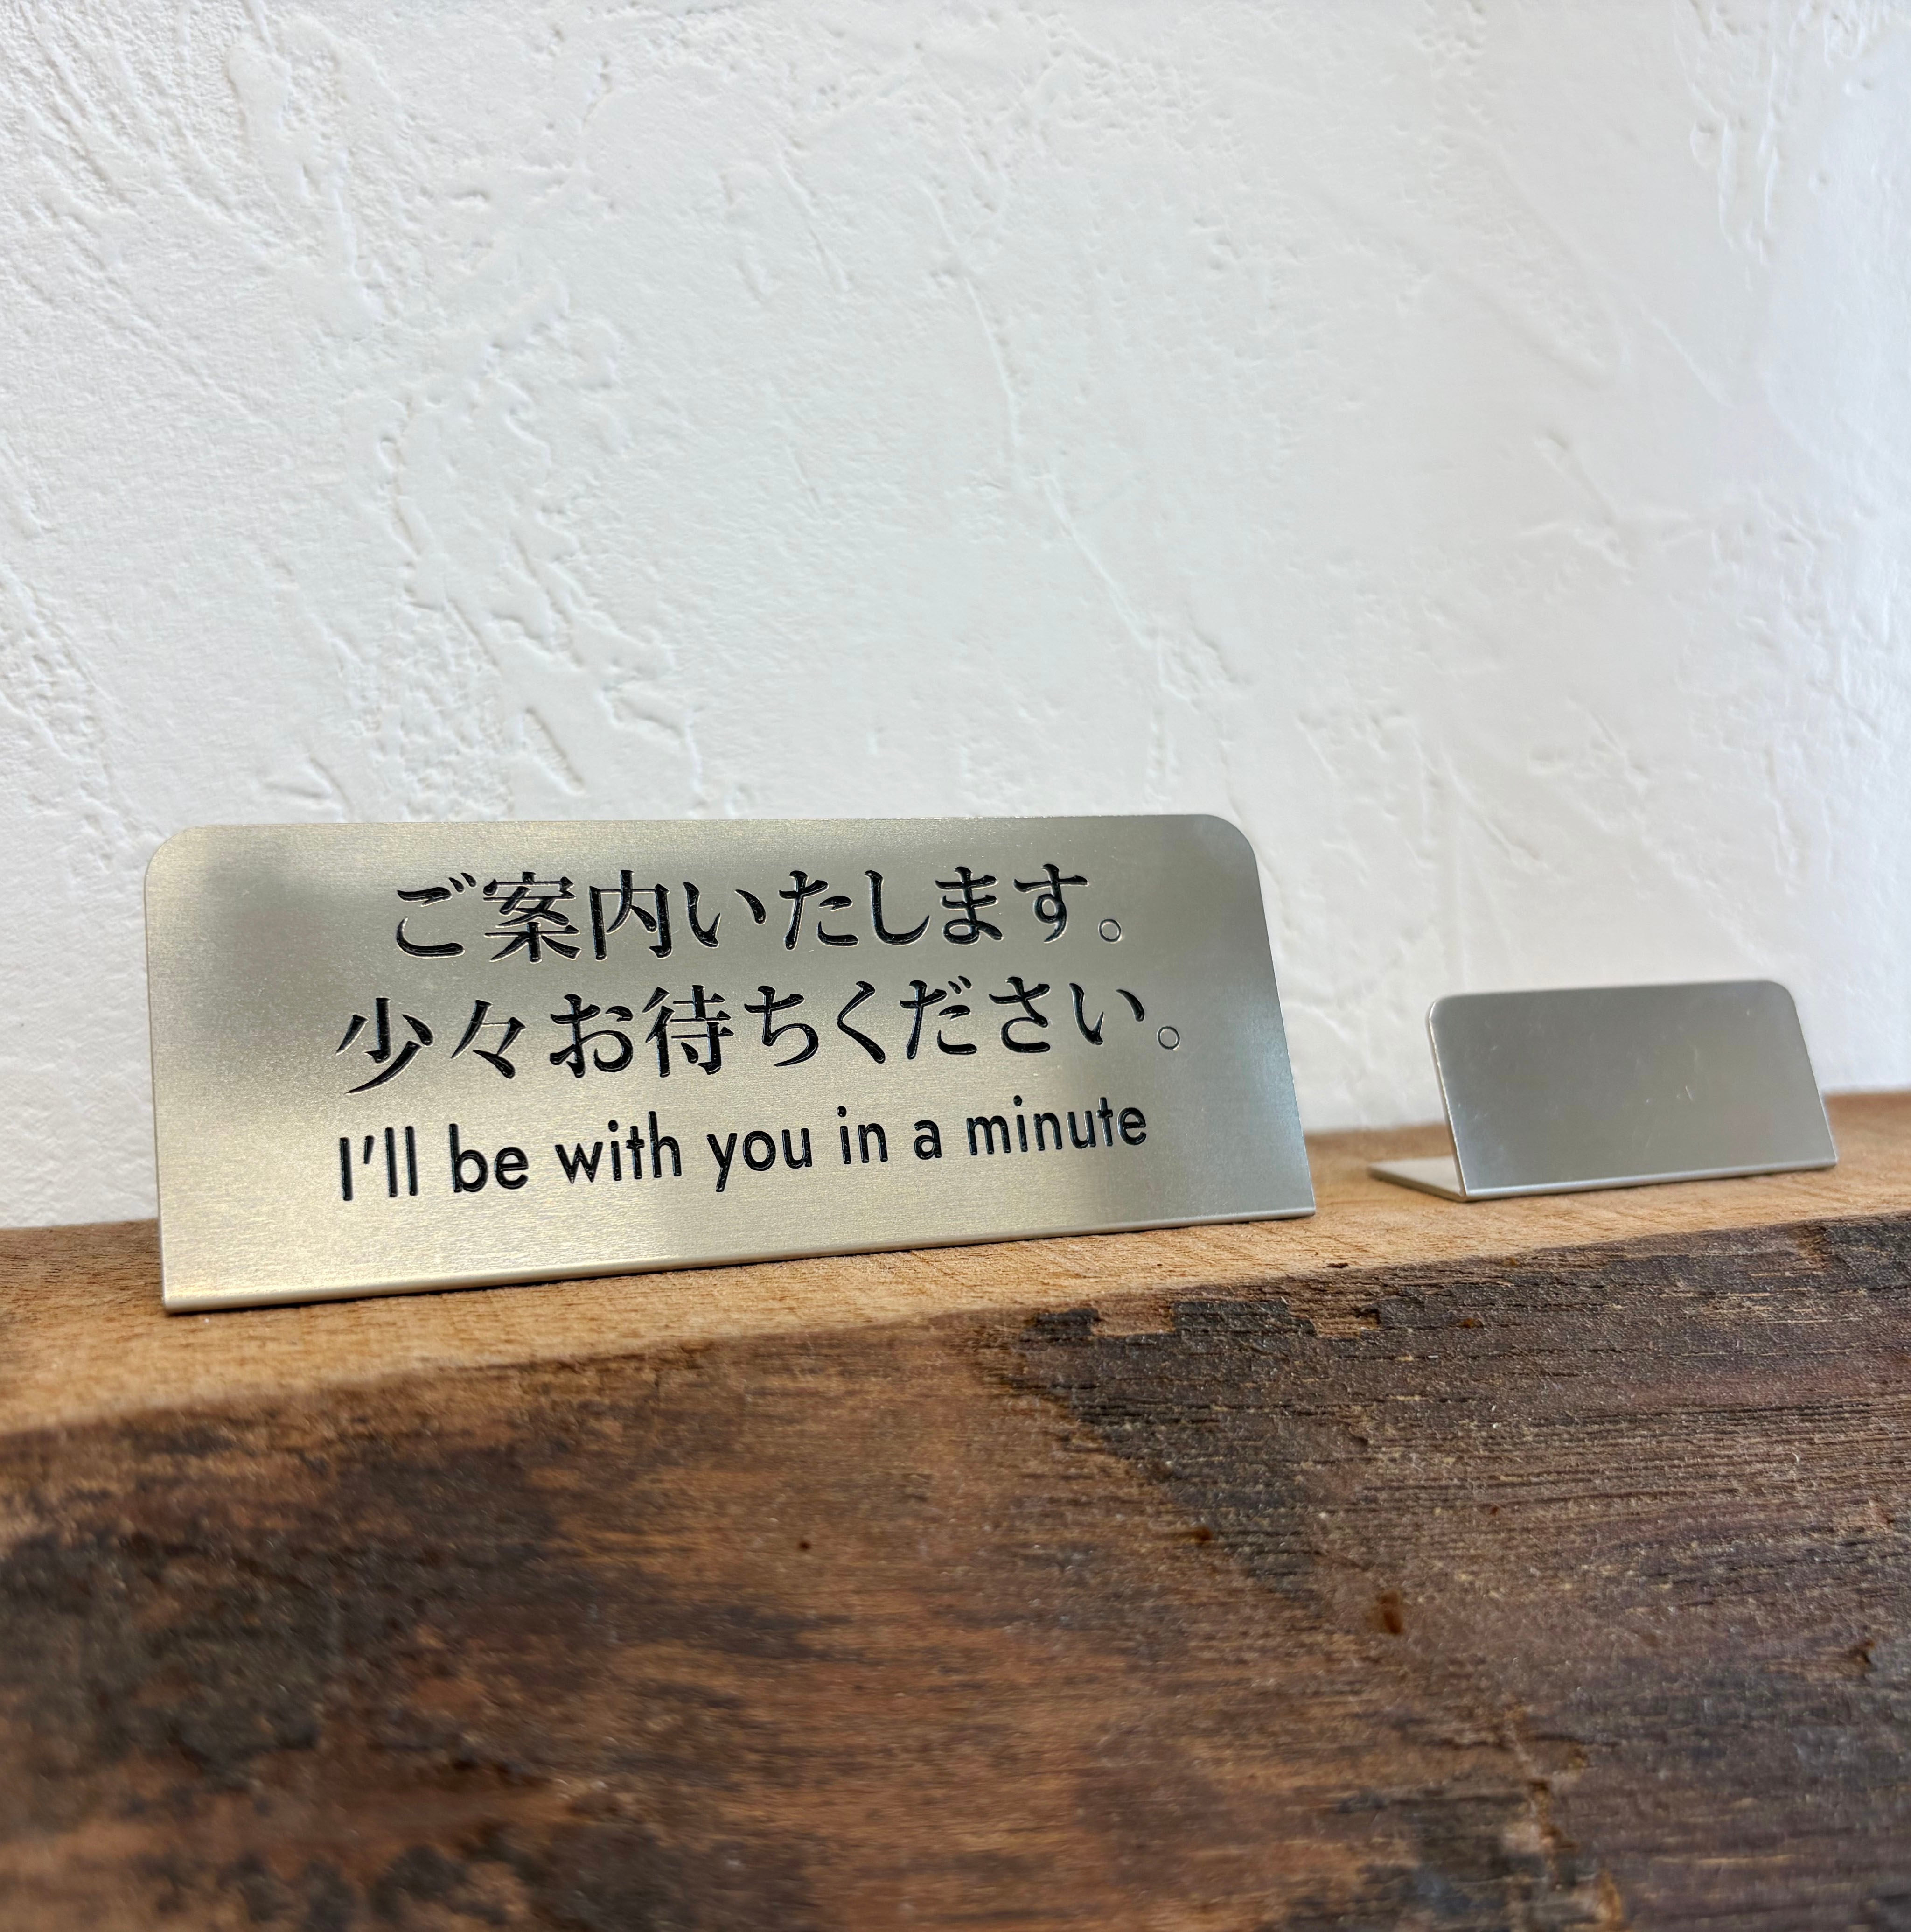 ご案内いたします。
少々お待ちください。
I'll be with you in a minute